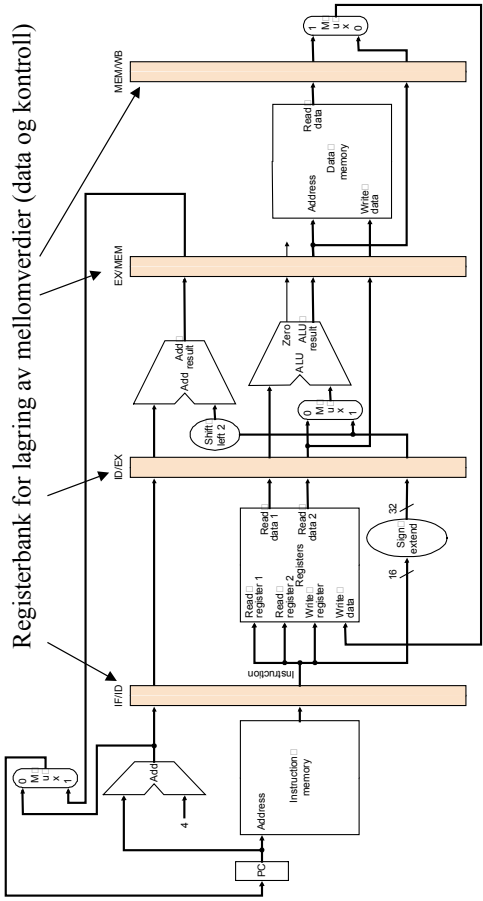 Registerbank for lagring av mellomverdier (data og kontroll)
IF/ID
ID/EX
EX/MEM
MEM/WB
0
M
u
x
1
Add
4
PC
Address
Instruction
memory
Instruction
Read
register 1
Read
register 2
Write
register
Write
data
Registers
Read
data 1
Read
data 2
16
Sign
extend
32
Shift
left 2
Add
Add
result
0
M
u
x
1
ALU
Zero
ALU
result
Address
Write
data
Data
memory
Read
data
1
M
u
x
0